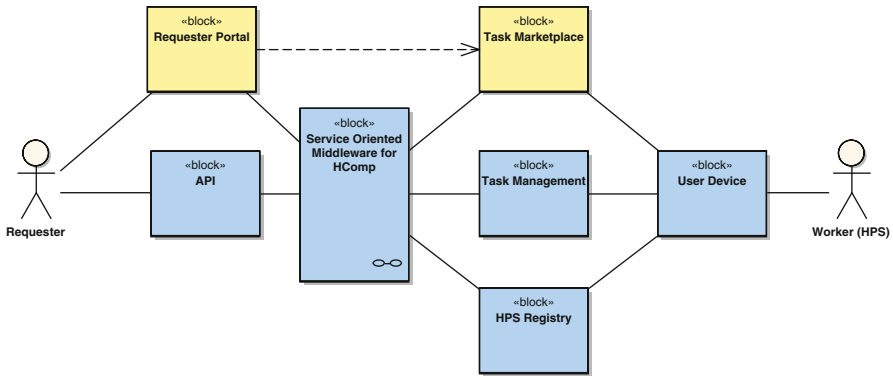 «block»
Requester Portal
«block»
Task Marketplace
«block»
Service Oriented
Middleware for
HComp
«block»
API
«block»
Task Management
«block»
User Device
Requester
Worker (HPS)
«block»
HPS Registry